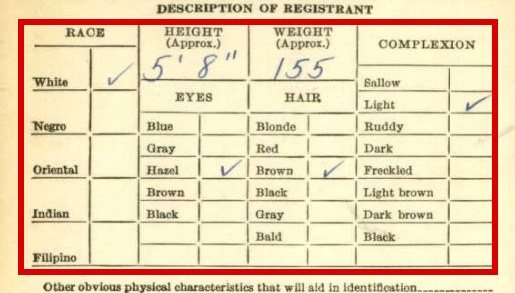 DESCRIPTION OF REGISTRANT
RACE
HEIGHT
(Approx.)
WEIGHT
(Approx.)
COMPLEXION
5' 8"
155
White ✓
Sallow
EYES
HAIR
Light ✓
Negro
Blue
Blonde
Ruddy
Gray
Red
Dark
Oriental
Hazel ✓
Brown ✓
Freckled
Brown
Black
Light brown
Indian
Black
Gray
Dark brown
Bald
Black
Filipino
Other obvious physical characteristics that will aid in identification